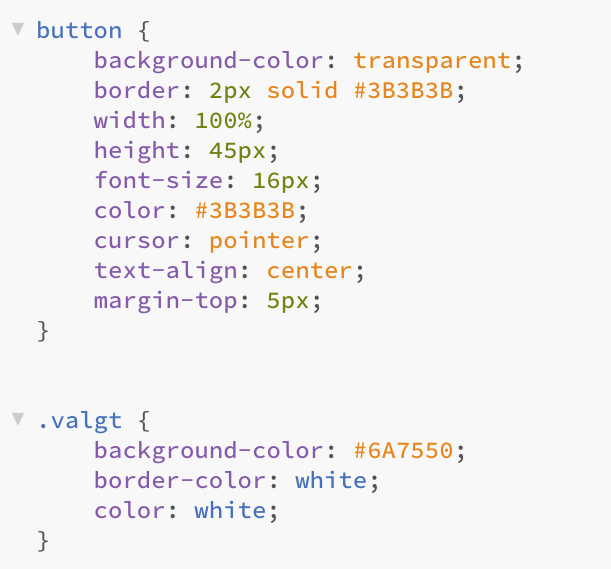 button {
background-color: transparent;
border: 2px solid #3B3B3B;
width: 100%;
height: 45px;
font-size: 16px;
color: #3B3B3B;
cursor: pointer;
text-align: center;
margin-top: 5px;
}
.valgt {
background-color: #6A7550;
border-color: white;
color: white;
}